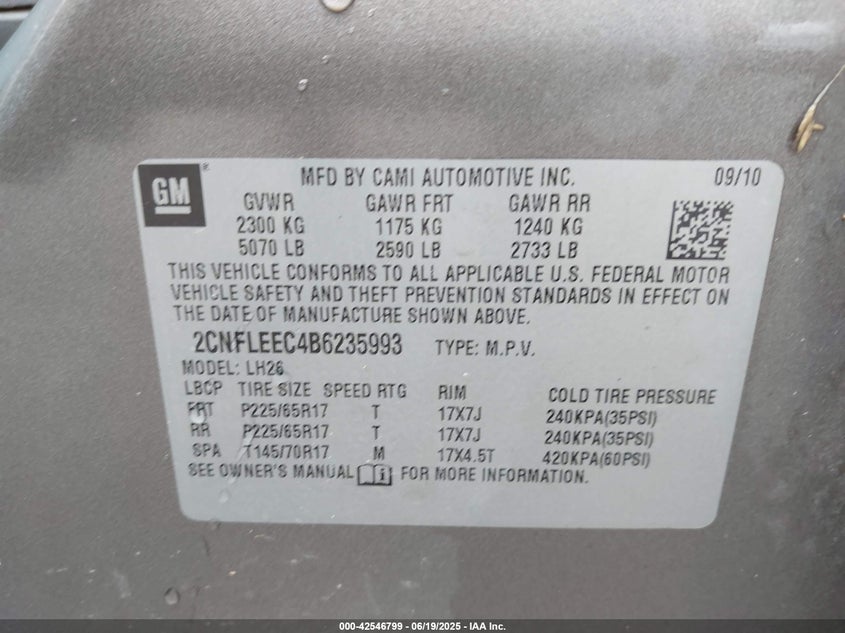 GM
MFD BY CAMI AUTOMOTIVE INC. 09/10
GVWR GAWR FRT GAWR RR
2300 KG 1175 KG 1240 KG
5070 LB 2590 LB 2733 LB
THIS VEHICLE CONFORMS TO ALL APPLICABLE U.S. FEDERAL MOTOR
VEHICLE SAFETY AND THEFT PREVENTION STANDARDS IN EFFECT ON
THE DATE OF MANUFACTURE SHOWN ABOVE.
2CNFLEEC4B6235993 TYPE: M.P.V.
MODEL: LH26
LBCP TIRE SIZE SPEED RTG RIM COLD TIRE PRESSURE
FRT P225/65R17 T 17X7J 240KPA(35PSI)
RR P225/65R17 T 17X7J 240KPA(35PSI)
SPA T145/70R17 M 17X4.5T 420KPA(60PSI)
SEE OWNER'S MANUAL FOR MORE INFORMATION.
000-42546799 - 06/19/2025 - IAA Inc.